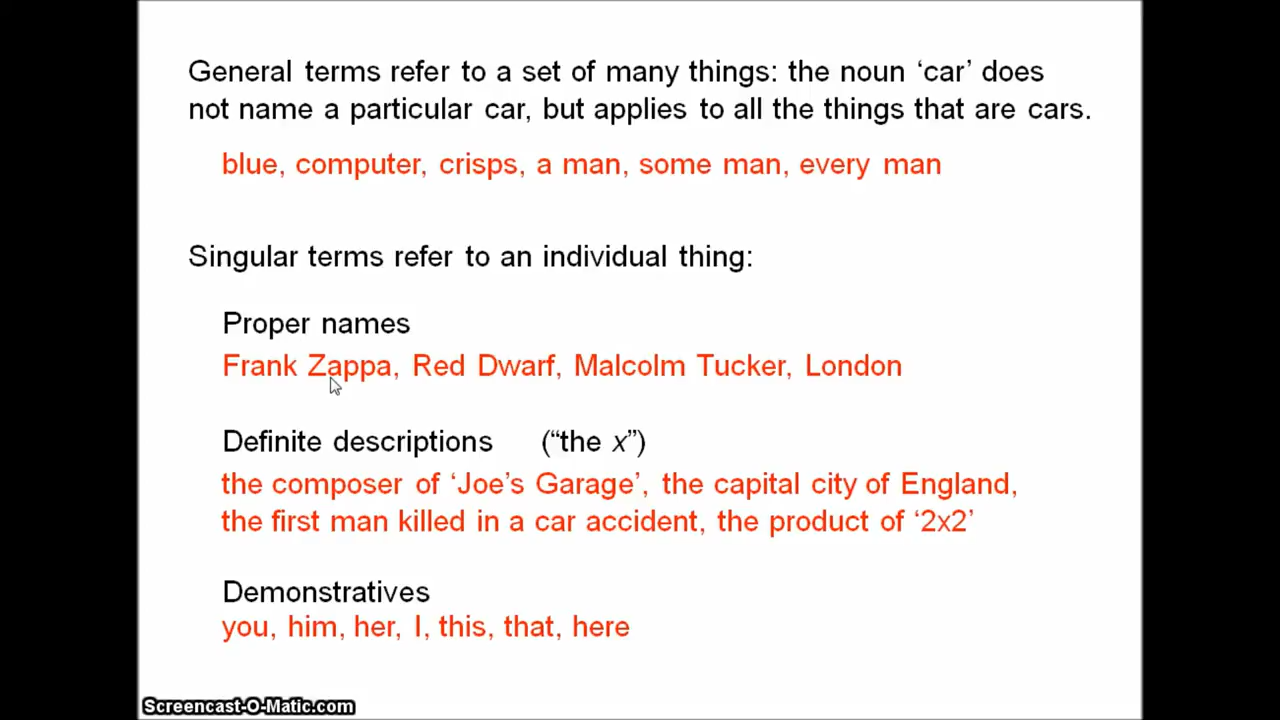 General terms refer to a set of many things: the noun ‘car’ does
not name a particular car, but applies to all the things that are cars.
blue, computer, crisps, a man, some man, every man
Singular terms refer to an individual thing:
Proper names
Frank Zappa, Red Dwarf, Malcolm Tucker, London
Definite descriptions (“the x”)
the composer of ‘Joe’s Garage’, the capital city of England,
the first man killed in a car accident, the product of ‘2x2’
Demonstratives
you, him, her, I, this, that, here
Screencast-O-Matic.com